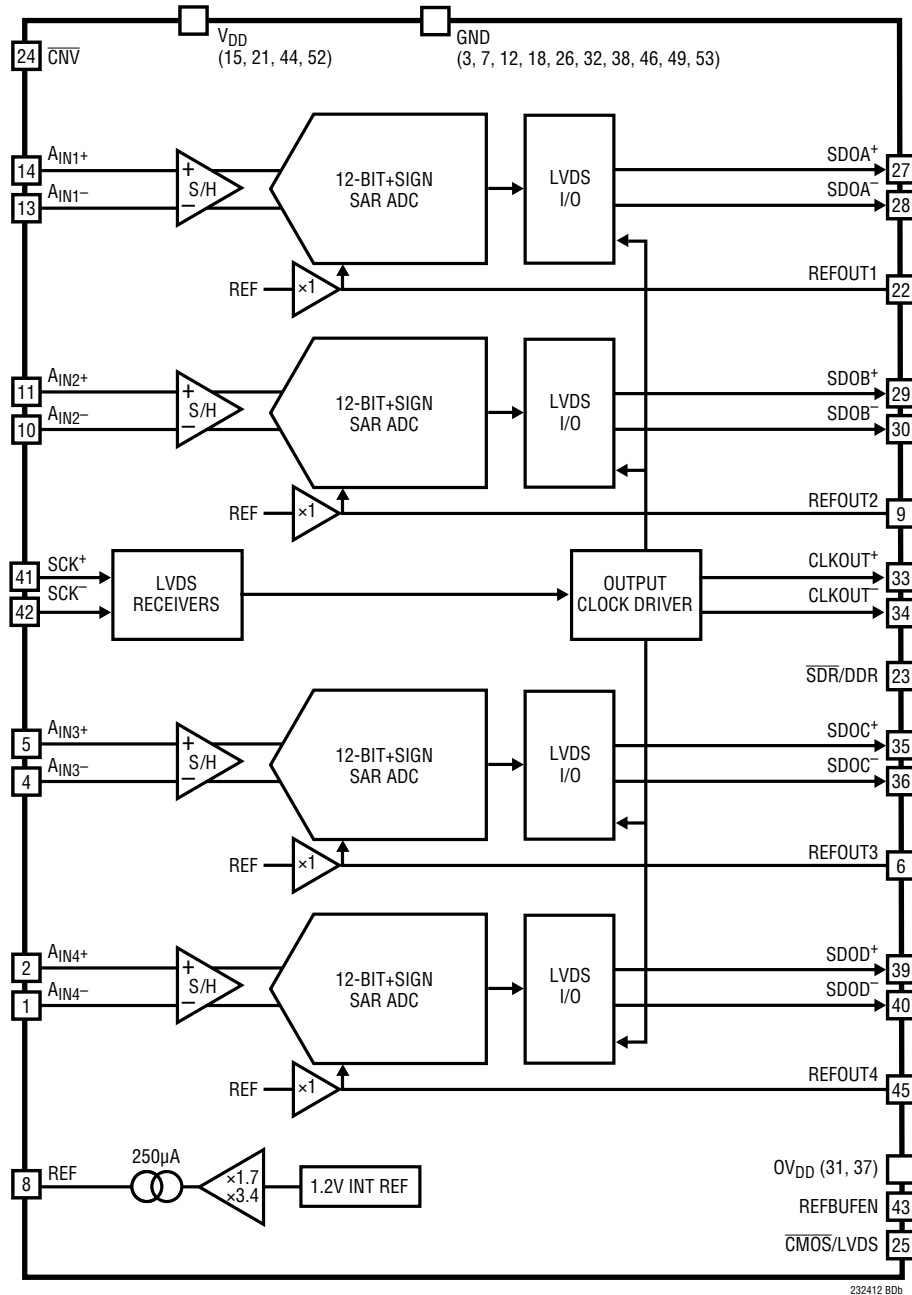 V_DD
(15, 21, 44, 52)
GND
(3, 7, 12, 18, 26, 32, 38, 46, 49, 53)
24 C̅N̅V̅
14 A_IN1+
13 A_IN1–
+
S/H
–
12-BIT+SIGN
SAR ADC
LVDS
I/O
SDOA⁺ 27
SDOA⁻ 28
REF ×1
REFOUT1 22
11 A_IN2+
10 A_IN2–
+
S/H
–
12-BIT+SIGN
SAR ADC
LVDS
I/O
SDOB⁺ 29
SDOB⁻ 30
REF ×1
REFOUT2 9
41 SCK⁺
42 SCK⁻
LVDS
RECEIVERS
OUTPUT
CLOCK DRIVER
CLKOUT⁺ 33
CLKOUT⁻ 34
S̅D̅R̅/DDR 23
5 A_IN3+
4 A_IN3–
+
S/H
–
12-BIT+SIGN
SAR ADC
LVDS
I/O
SDOC⁺ 35
SDOC⁻ 36
REF ×1
REFOUT3 6
2 A_IN4+
1 A_IN4–
+
S/H
–
12-BIT+SIGN
SAR ADC
LVDS
I/O
SDOD⁺ 39
SDOD⁻ 40
REF ×1
REFOUT4 45
8 REF
250µA
×1.7
×3.4
1.2V INT REF
OV_DD (31, 37)
REFBUFEN 43
C̅M̅O̅S̅/LVDS 25
232412 BDb